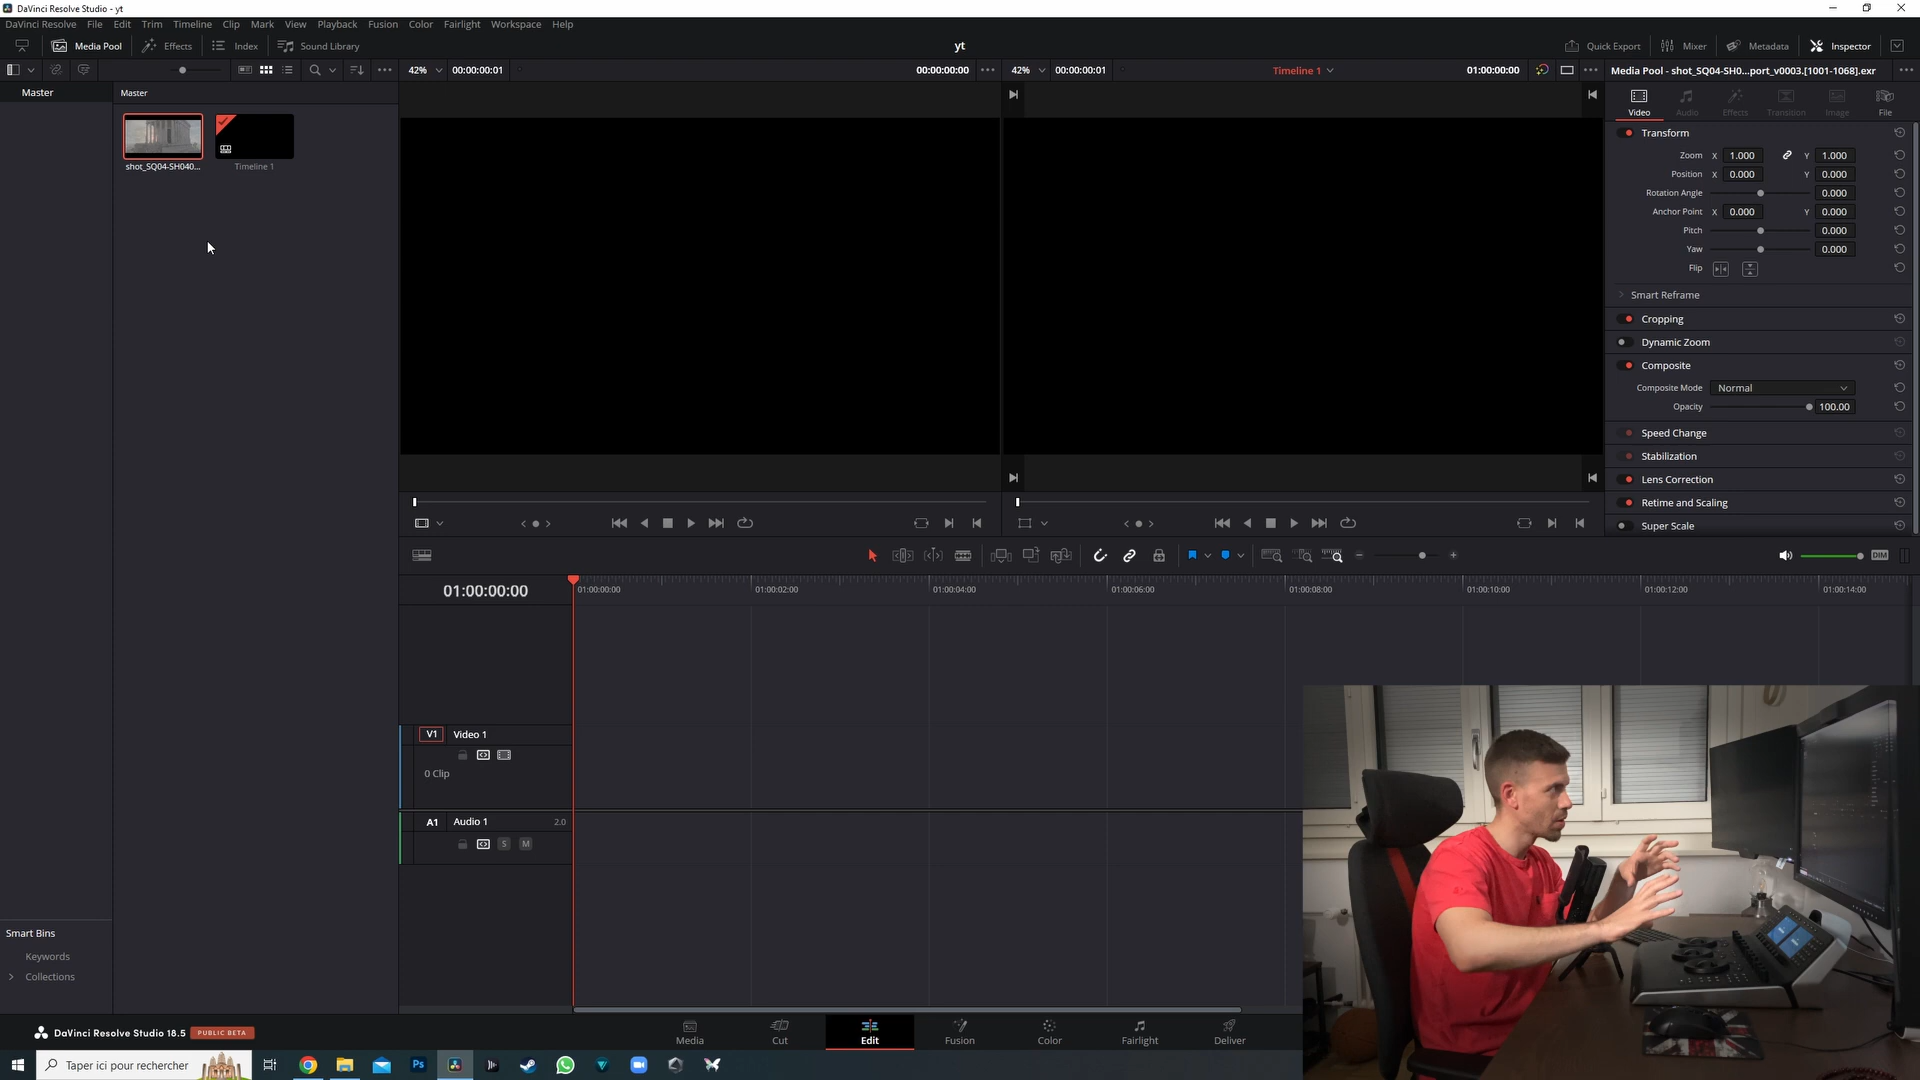 DaVinci Resolve Studio - yt
DaVinci Resolve File Edit Trim Timeline Clip Mark View Playback Fusion Color Fairlight Workspace Help
Media Pool Effects Index Sound Library yt Quick Export Mixer Metadata Inspector
42% 00:00:00:01 00:00:00:00 42% 00:00:00:01 Timeline 1 01:00:00:00 Media Pool - shot_SQ04-SH0...port_v0003.[1001-1068].exr
Master Master
Video Audio Effects Transition Image File
shot_SQ04-SH040... Timeline 1
Transform
Zoom X 1.000 Y 1.000
Position X 0.000 Y 0.000
Rotation Angle 0.000
Anchor Point X 0.000 Y 0.000
Pitch 0.000
Yaw 0.000
Flip
Smart Reframe
Cropping
Dynamic Zoom
Composite
Composite Mode Normal
Opacity 100.00
Speed Change
Stabilization
Lens Correction
Retime and Scaling
Super Scale
DIM
01:00:00:00 01:00:00:00 01:00:02:00 01:00:04:00 01:00:06:00 01:00:08:00 01:00:10:00 01:00:12:00 01:00:14:00
V1 Video 1
0 Clip
A1 Audio 1 2.0
S M
Smart Bins
Keywords
Collections
DaVinci Resolve Studio 18.5 PUBLIC BETA
Media Cut Edit Fusion Color Fairlight Deliver
Taper ici pour rechercher
Ps